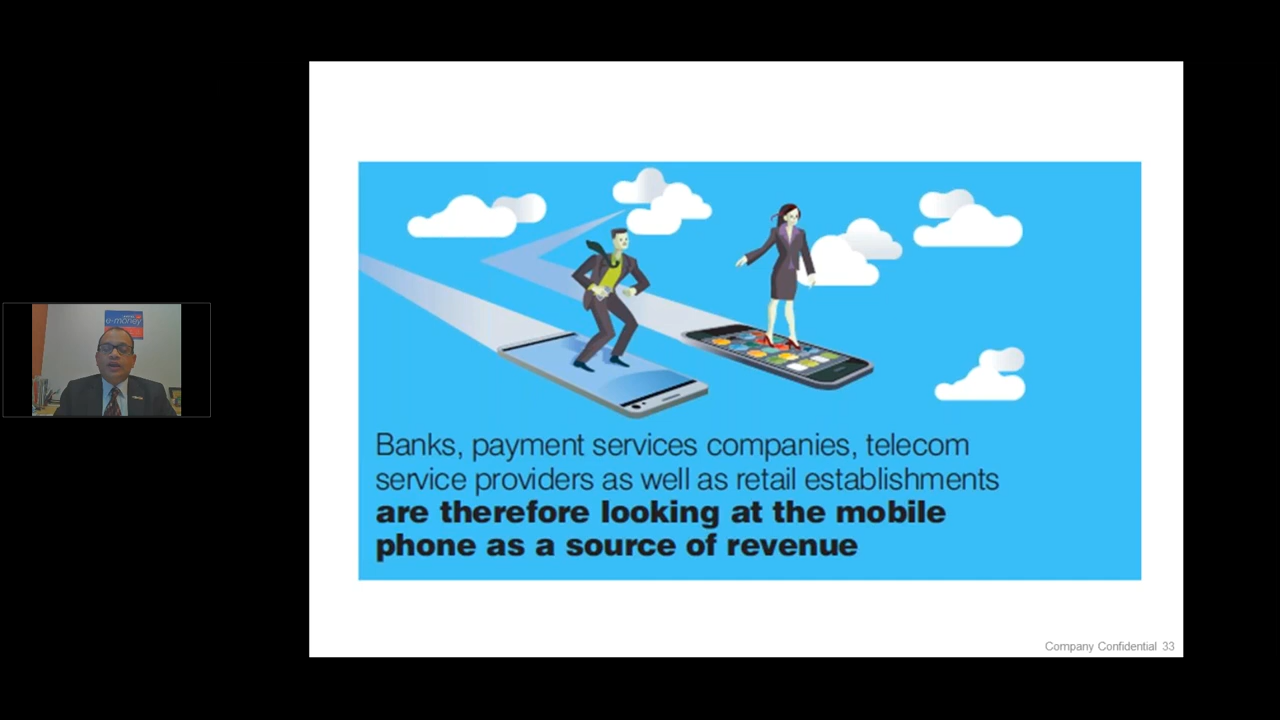 e-money
Banks, payment services companies, telecom
service providers as well as retail establishments
are therefore looking at the mobile
phone as a source of revenue
Company Confidential 33